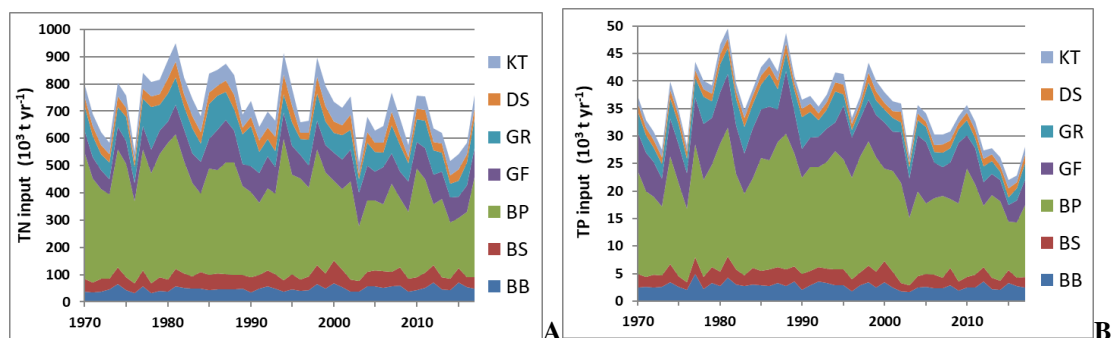 TN input (10³ t yr⁻¹)
1000
900
800
700
600
500
400
300
200
100
0
1970 1980 1990 2000 2010
KT
DS
GR
GF
BP
BS
BB
A
TP input (10³ t yr⁻¹)
50
45
40
35
30
25
20
15
10
5
0
1970 1980 1990 2000 2010
KT
DS
GR
GF
BP
BS
BB
B